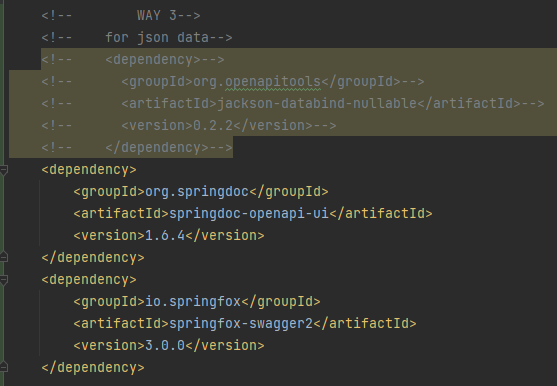 <!--        WAY 3-->
<!--    for json data-->
<!--    <dependency>-->
<!--      <groupId>org.openapitools</groupId>-->
<!--      <artifactId>jackson-databind-nullable</artifactId>-->
<!--      <version>0.2.2</version>-->
<!--    </dependency>-->
<dependency>
    <groupId>org.springdoc</groupId>
    <artifactId>springdoc-openapi-ui</artifactId>
    <version>1.6.4</version>
</dependency>
<dependency>
    <groupId>io.springfox</groupId>
    <artifactId>springfox-swagger2</artifactId>
    <version>3.0.0</version>
</dependency>